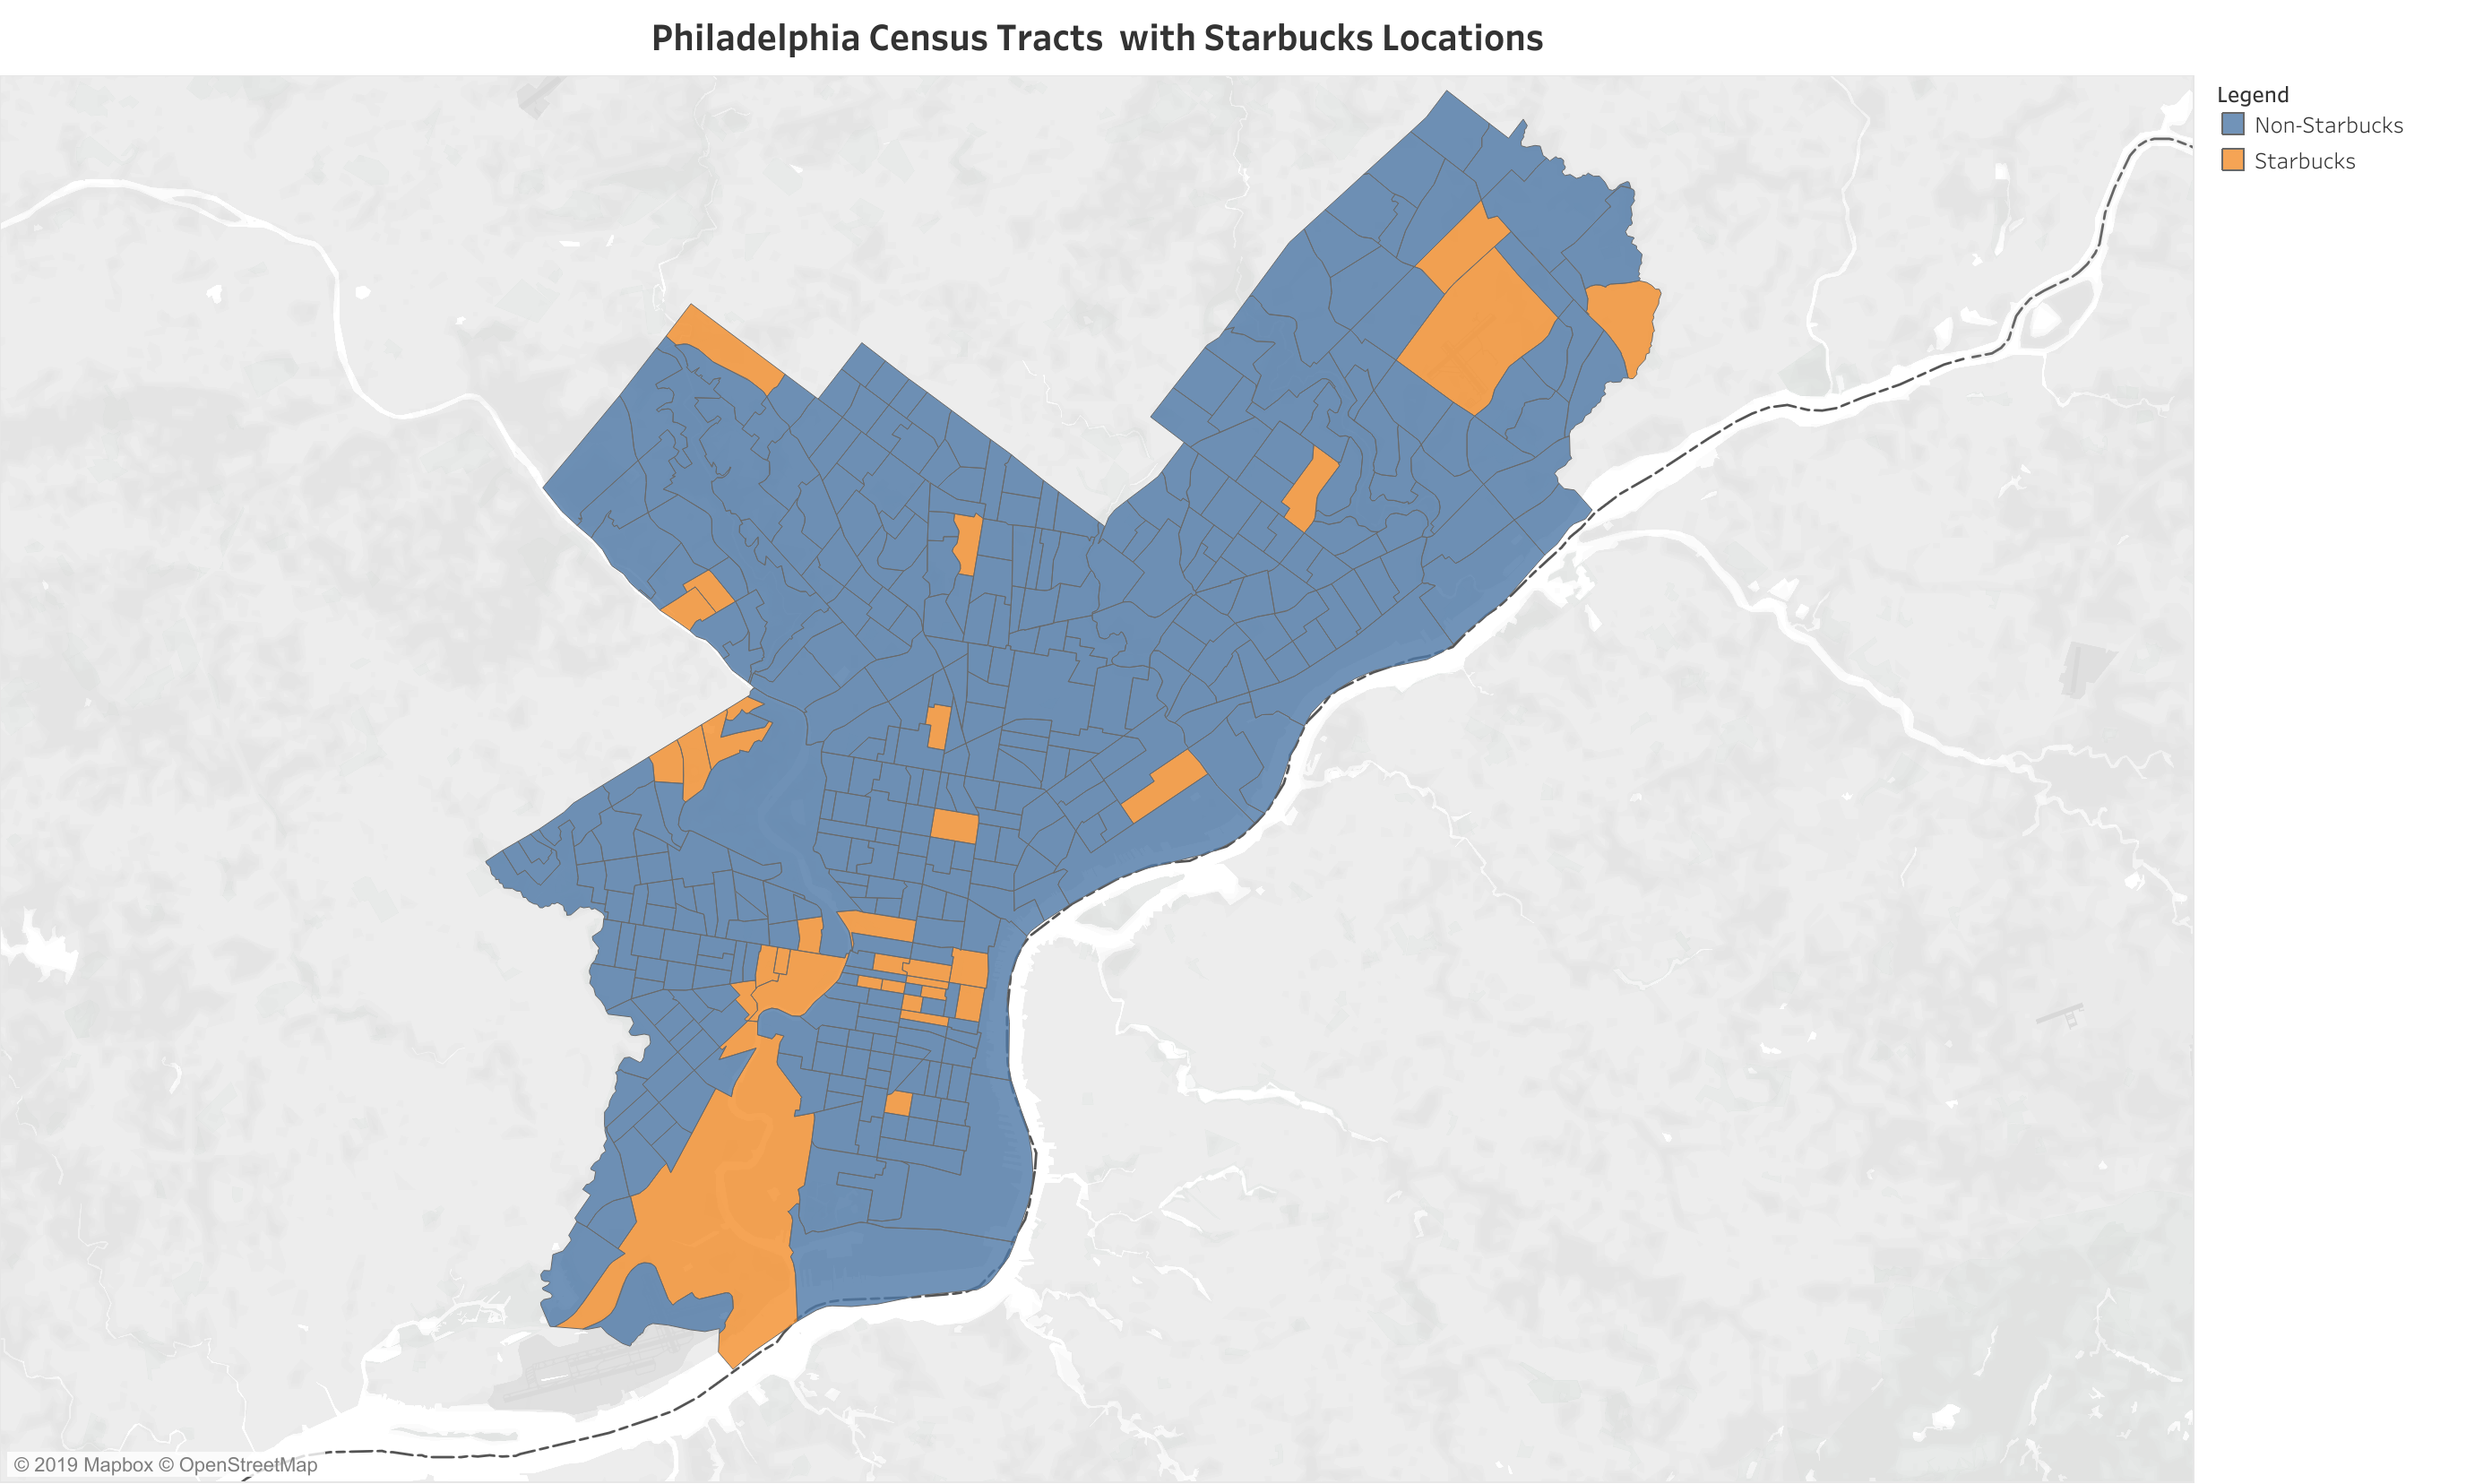 Philadelphia Census Tracts  with Starbucks Locations
Legend
Non-Starbucks
Starbucks
© 2019 Mapbox © OpenStreetMap